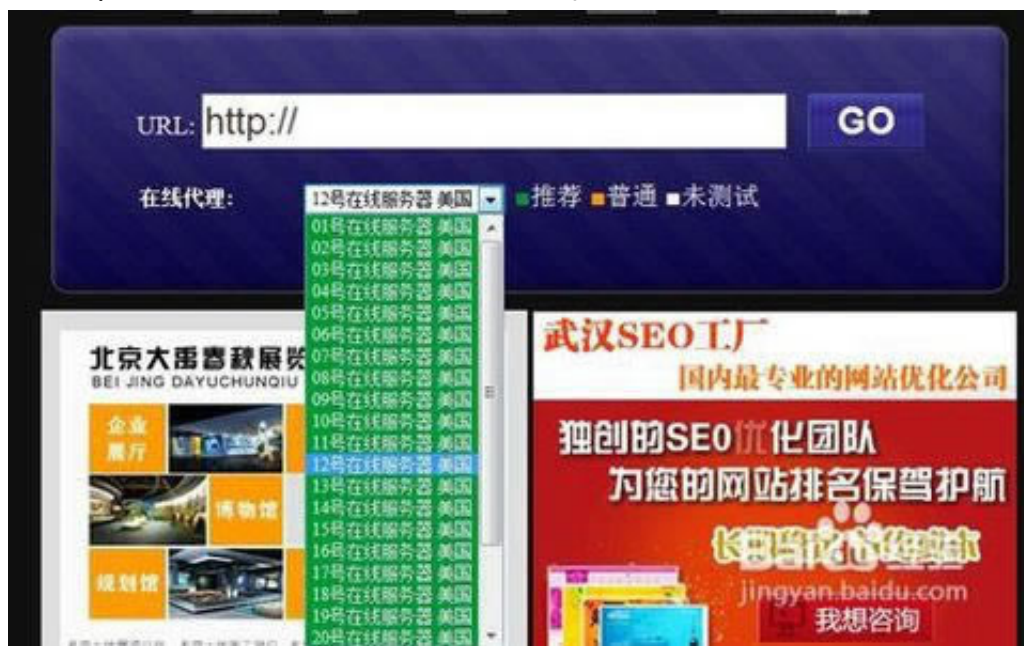 URL: http:// GO
在线代理: 12号在线服务器 美国 推荐 普通 未测试
01号在线服务器 美国
02号在线服务器 美国
03号在线服务器 美国
04号在线服务器 美国
05号在线服务器 美国
06号在线服务器 美国
07号在线服务器 美国
08号在线服务器 美国
09号在线服务器 美国
10号在线服务器 美国
11号在线服务器 美国
12号在线服务器 美国
13号在线服务器 美国
14号在线服务器 美国
15号在线服务器 美国
16号在线服务器 美国
17号在线服务器 美国
18号在线服务器 美国
19号在线服务器 美国
20号在线服务器 美国
北京大禹春秋展览
BEI JING DAYUCHUNQIU
企业
展厅
博物馆
规划馆
武汉SEO工厂
国内最专业的网站优化公司
独创的SEO优化团队
为您的网站排名保驾护航
Baidu经验
jingyan.baidu.com
我想咨询